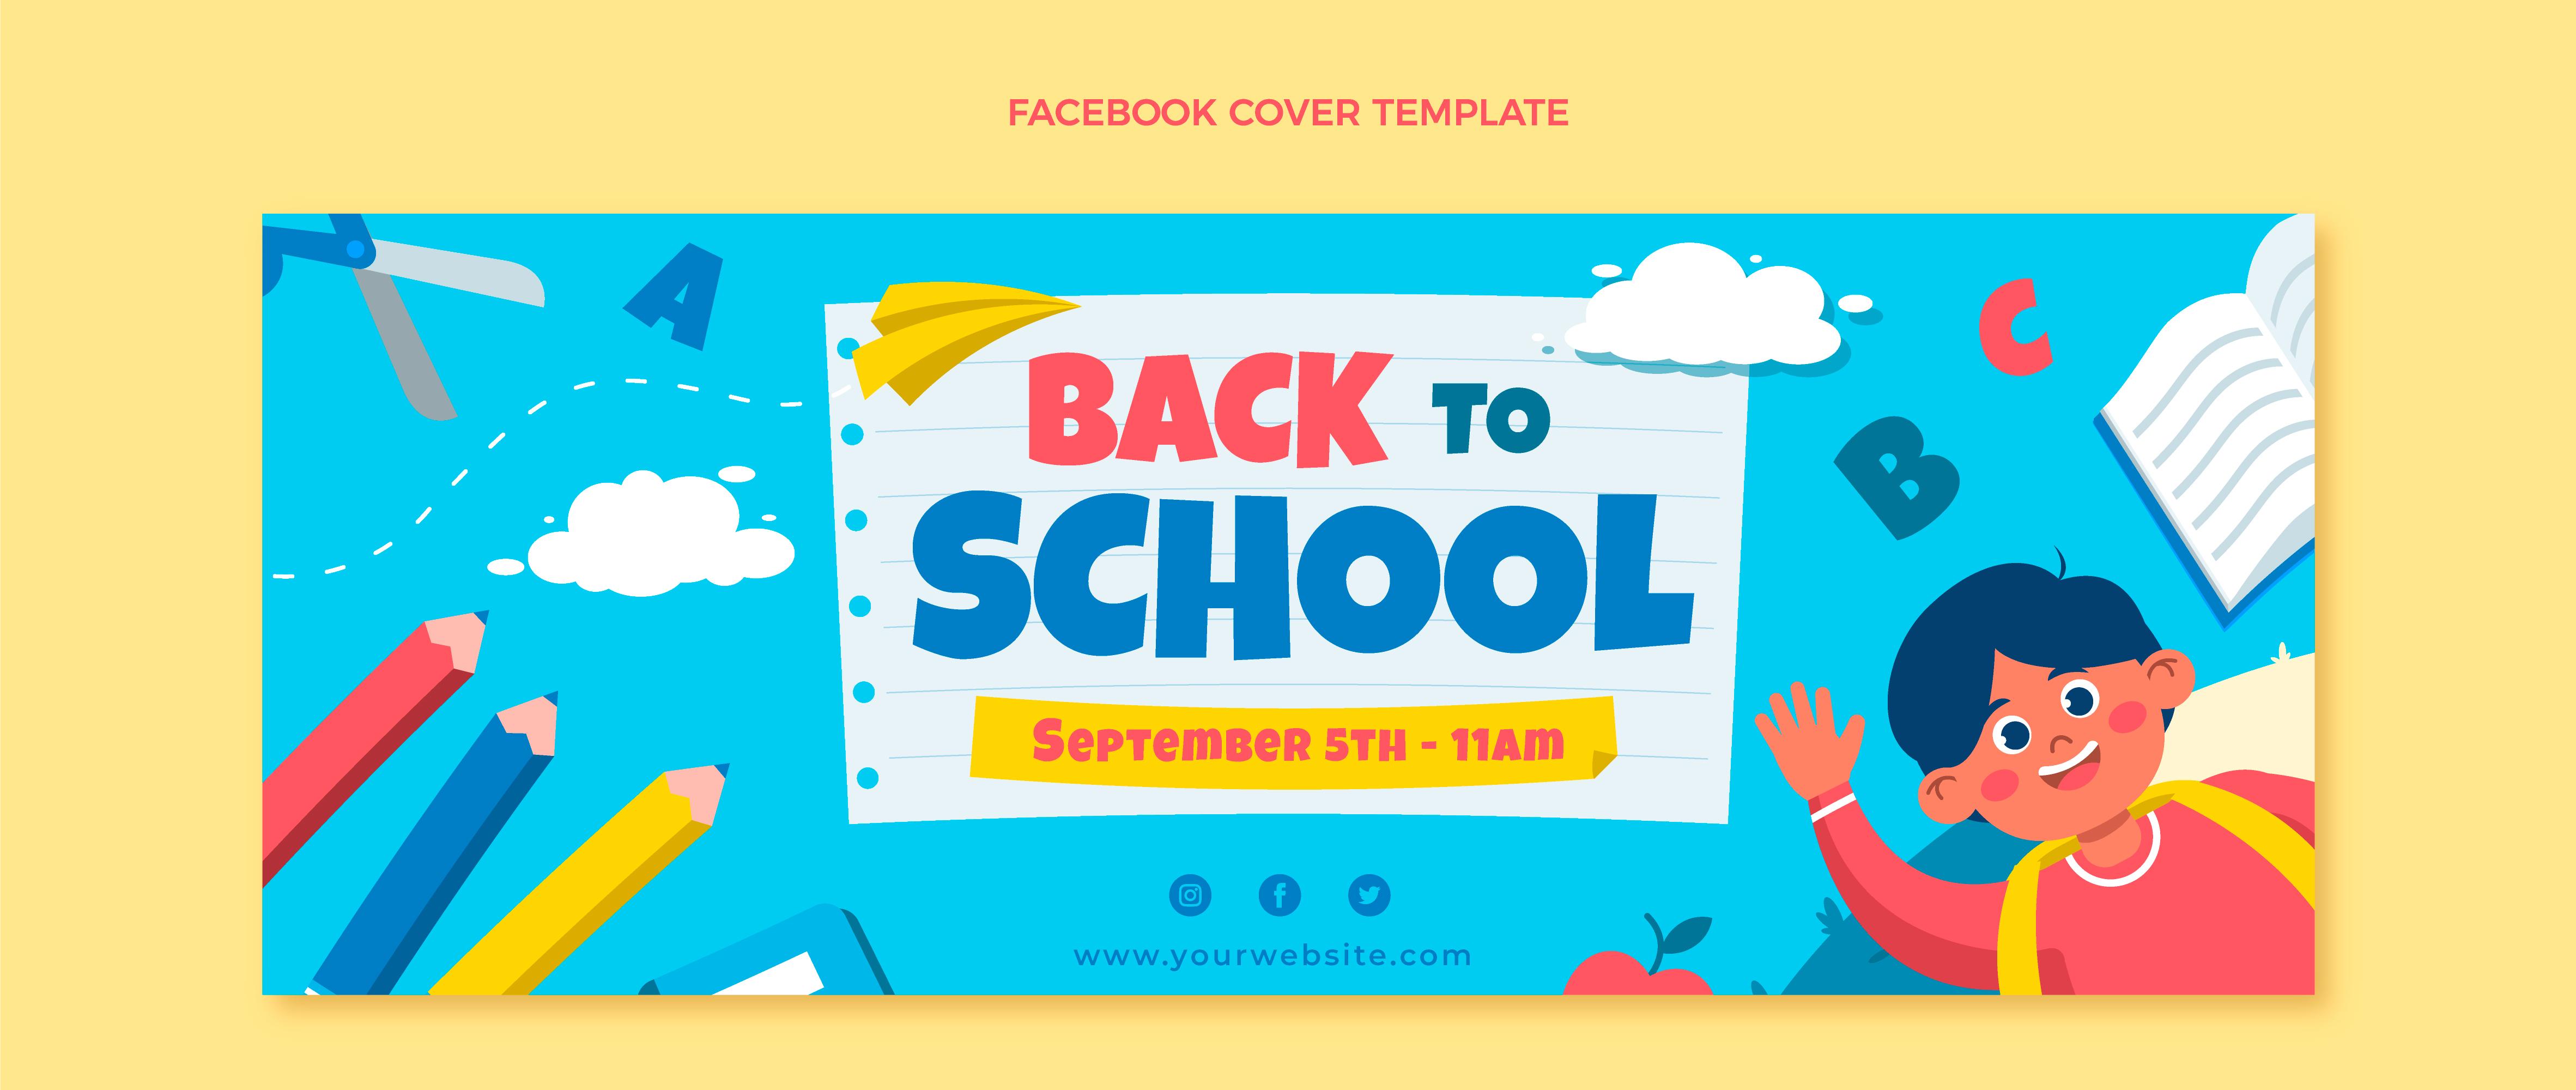 FACEBOOK COVER TEMPLATE
A
C
B
BACK TO
SCHOOL
September 5th - 11am
www.yourwebsite.com